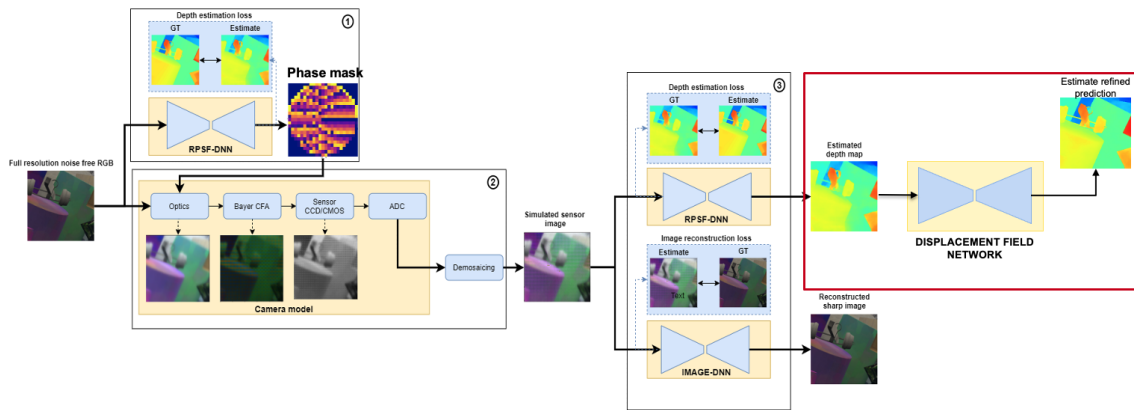 Depth estimation loss
1
GT
Estimate
Phase mask
RPSF-DNN
Full resolution noise free RGB
2
Optics
Bayer CFA
Sensor
CCD/CMOS
ADC
Demosaicing
Camera model
Simulated sensor
image
3
Depth estimation loss
GT
Estimate
RPSF-DNN
Image reconstruction loss
Estimate
GT
Text
IMAGE-DNN
Estimate refined
prediction
Estimated
depth map
DISPLACEMENT FIELD
NETWORK
Reconstructed
sharp image